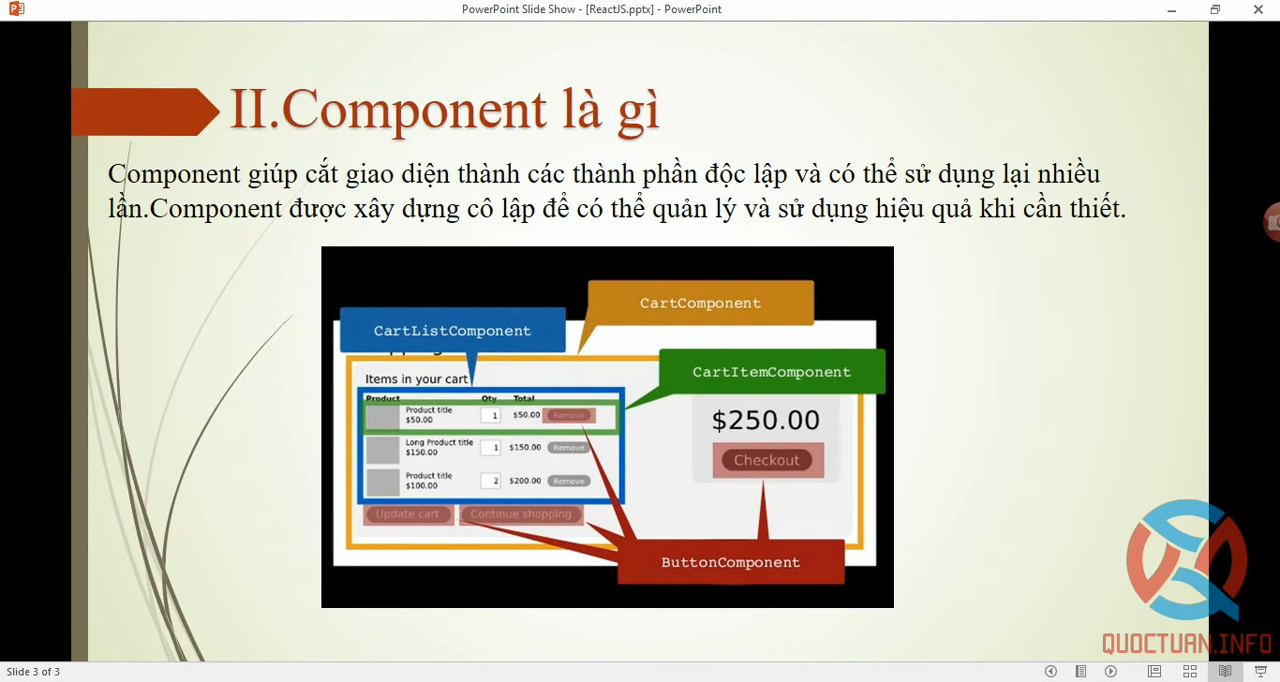 PowerPoint Slide Show - [ReactJS.pptx] - PowerPoint
II.Component là gì
Component giúp cắt giao diện thành các thành phần độc lập và có thể sử dụng lại nhiều
lần.Component được xây dựng cô lập để có thể quản lý và sử dụng hiệu quả khi cần thiết.
CartComponent
CartListComponent
CartItemComponent
Items in your cart
Product Qty Total
Product title
$50.00
1 $50.00 Remove
Long Product title
$150.00
1 $150.00 Remove
Product title
$100.00
2 $200.00 Remove
$250.00
Checkout
Update cart Continue shopping
ButtonComponent
QUOCTUAN.INFO
Slide 3 of 3